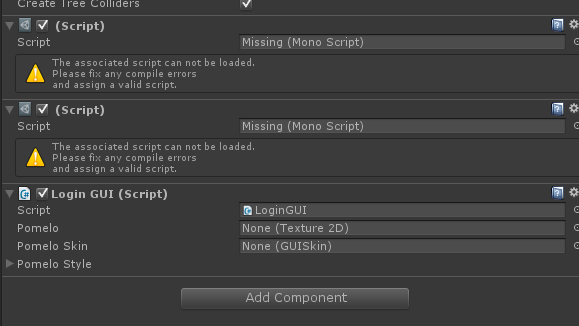 Create Tree Colliders
(Script)
Script Missing (Mono Script)
The associated script can not be loaded.
Please fix any compile errors
and assign a valid script.
(Script)
Script Missing (Mono Script)
The associated script can not be loaded.
Please fix any compile errors
and assign a valid script.
Login GUI (Script)
Script LoginGUI
Pomelo None (Texture 2D)
Pomelo Skin None (GUISkin)
Pomelo Style
Add Component